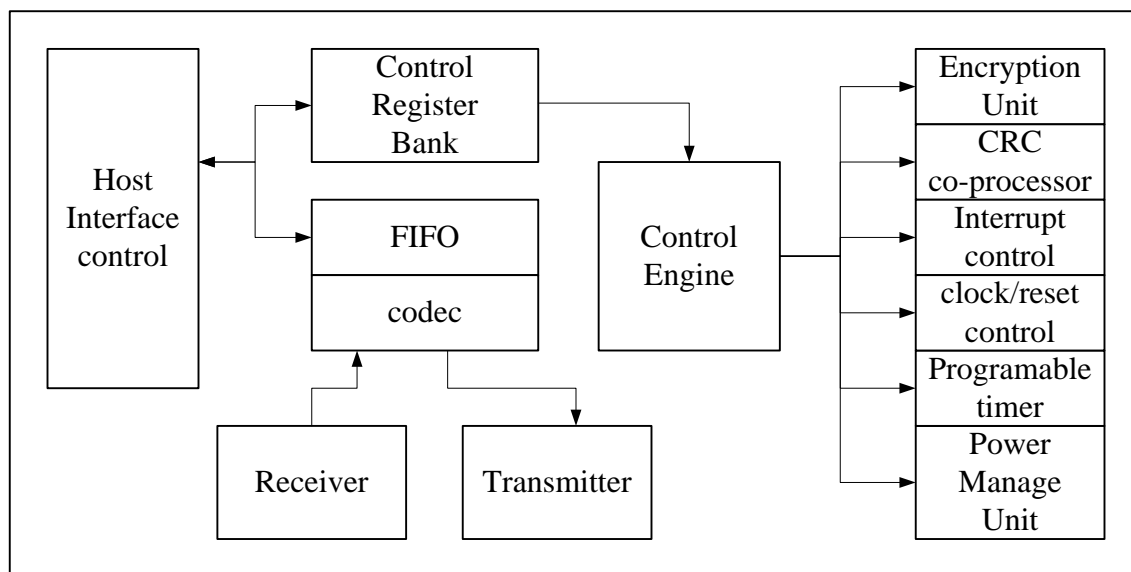 Host
Interface
control
Control
Register
Bank
FIFO
codec
Receiver
Transmitter
Control
Engine
Encryption
Unit
CRC
co-processor
Interrupt
control
clock/reset
control
Programable
timer
Power
Manage
Unit